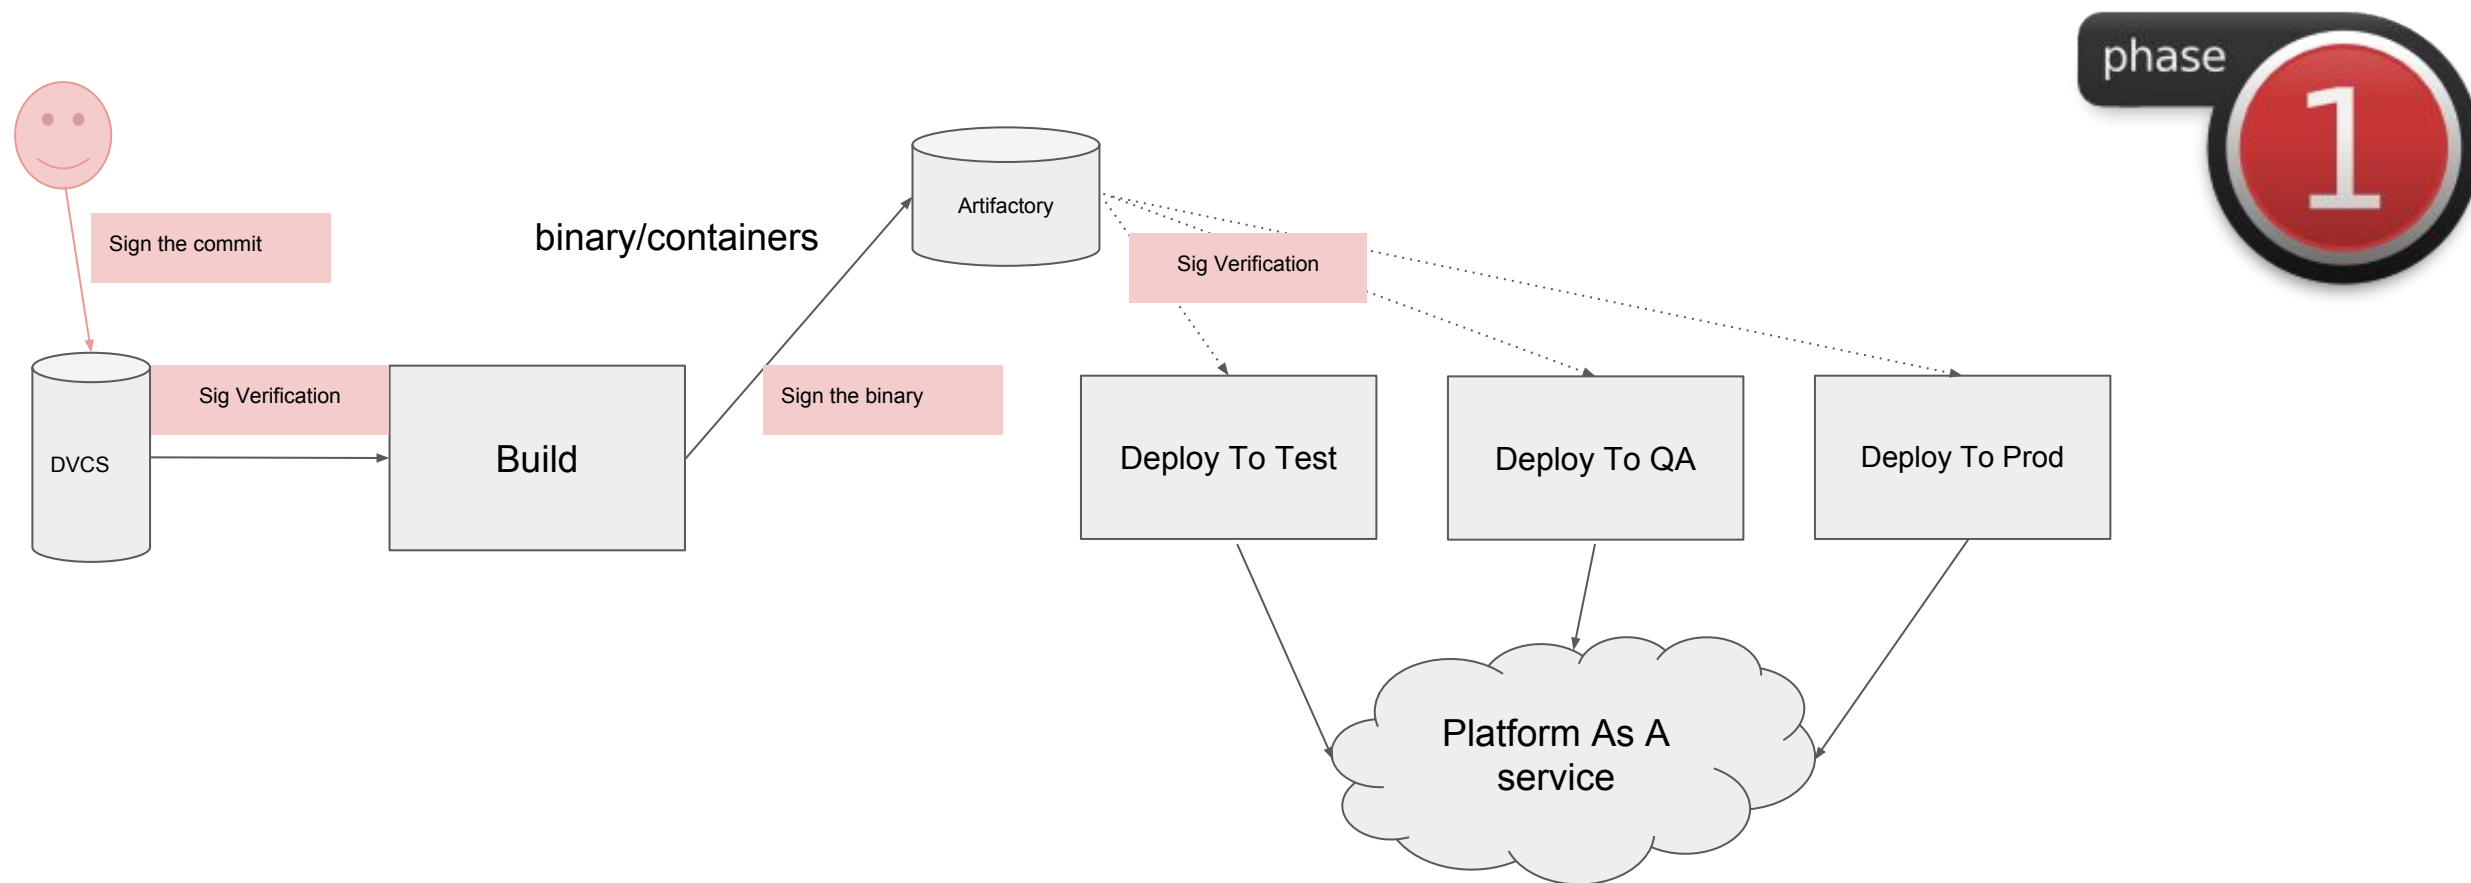 phase
1
Sign the commit
binary/containers
Artifactory
Sig Verification
Sig Verification
Sign the binary
DVCS
Build
Deploy To Test
Deploy To QA
Deploy To Prod
Platform As A
service